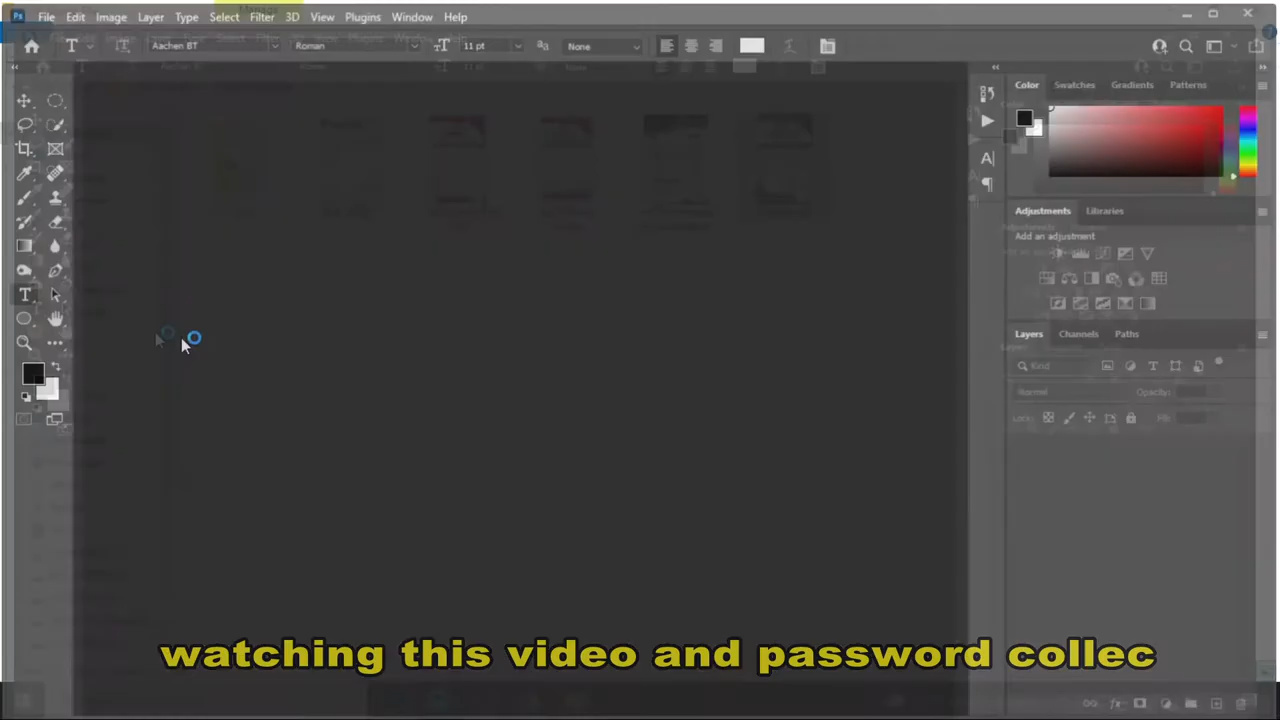 File Edit Image Layer Type Select Filter 3D View Plugins Window Help
Aachen BT Roman 11 pt None
Color Swatches Gradients Patterns
Adjustments Libraries
Add an adjustment
Layers Channels Paths
Kind
Normal Opacity:
Lock: Fill:
watching this video and password collec